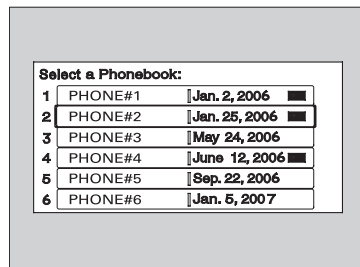 Select a Phonebook:
1 PHONE#1 Jan. 2, 2006
2 PHONE#2 Jan. 25, 2006
3 PHONE#3 May 24, 2006
4 PHONE#4 June 12, 2006
5 PHONE#5 Sep. 22, 2006
6 PHONE#6 Jan. 5, 2007